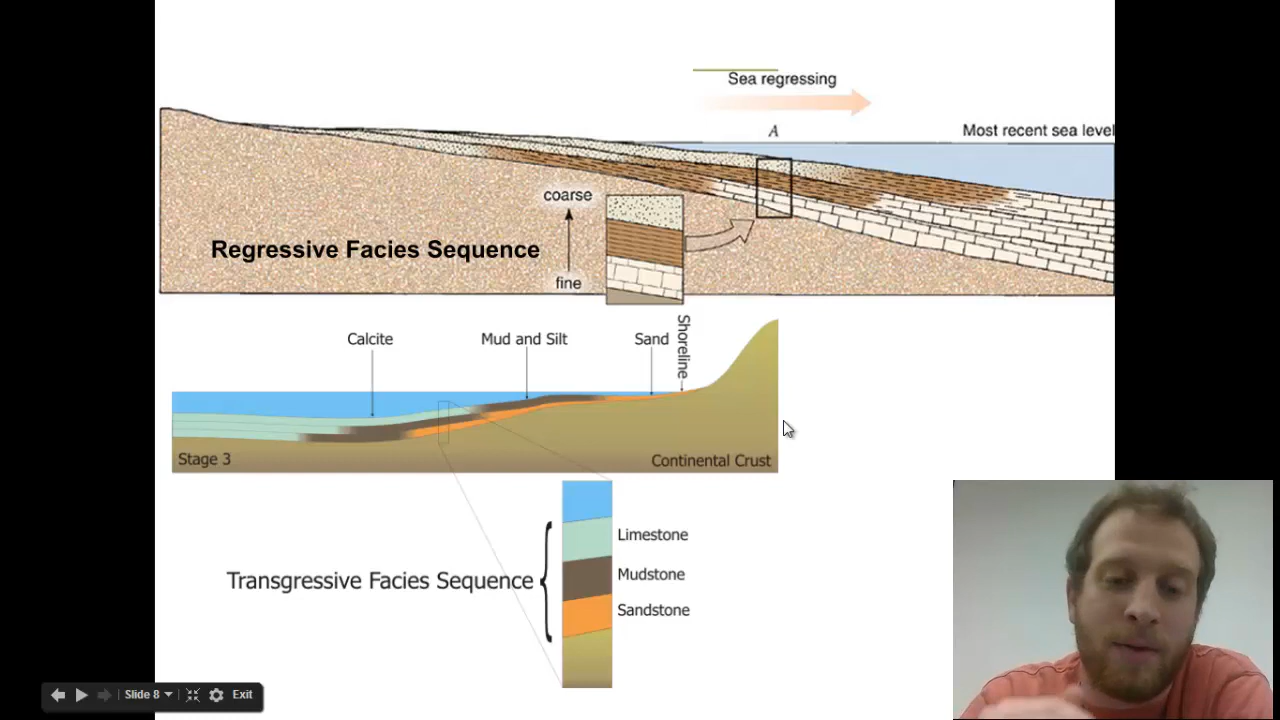 Sea regressing
A
Most recent sea level
coarse
Regressive Facies Sequence
fine
Shoreline
Calcite
Mud and Silt
Sand
Stage 3
Continental Crust
Limestone
Transgressive Facies Sequence
Mudstone
Sandstone
Slide 8
Exit